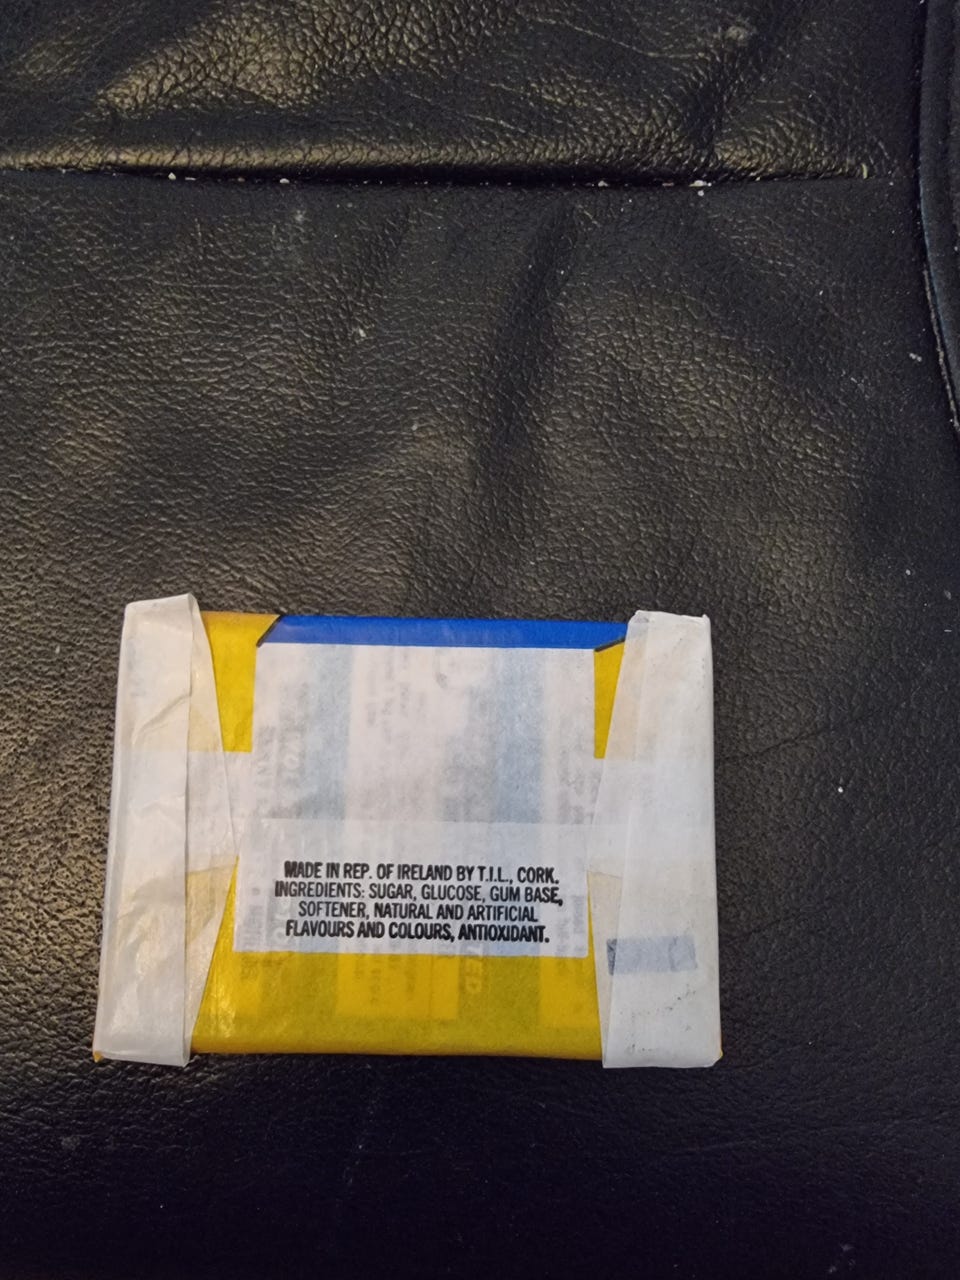 MADE IN REP. OF IRELAND BY T.I.L., CORK.
INGREDIENTS: SUGAR, GLUCOSE, GUM BASE,
SOFTENER, NATURAL AND ARTIFICIAL
FLAVOURS AND COLOURS, ANTIOXIDANT.